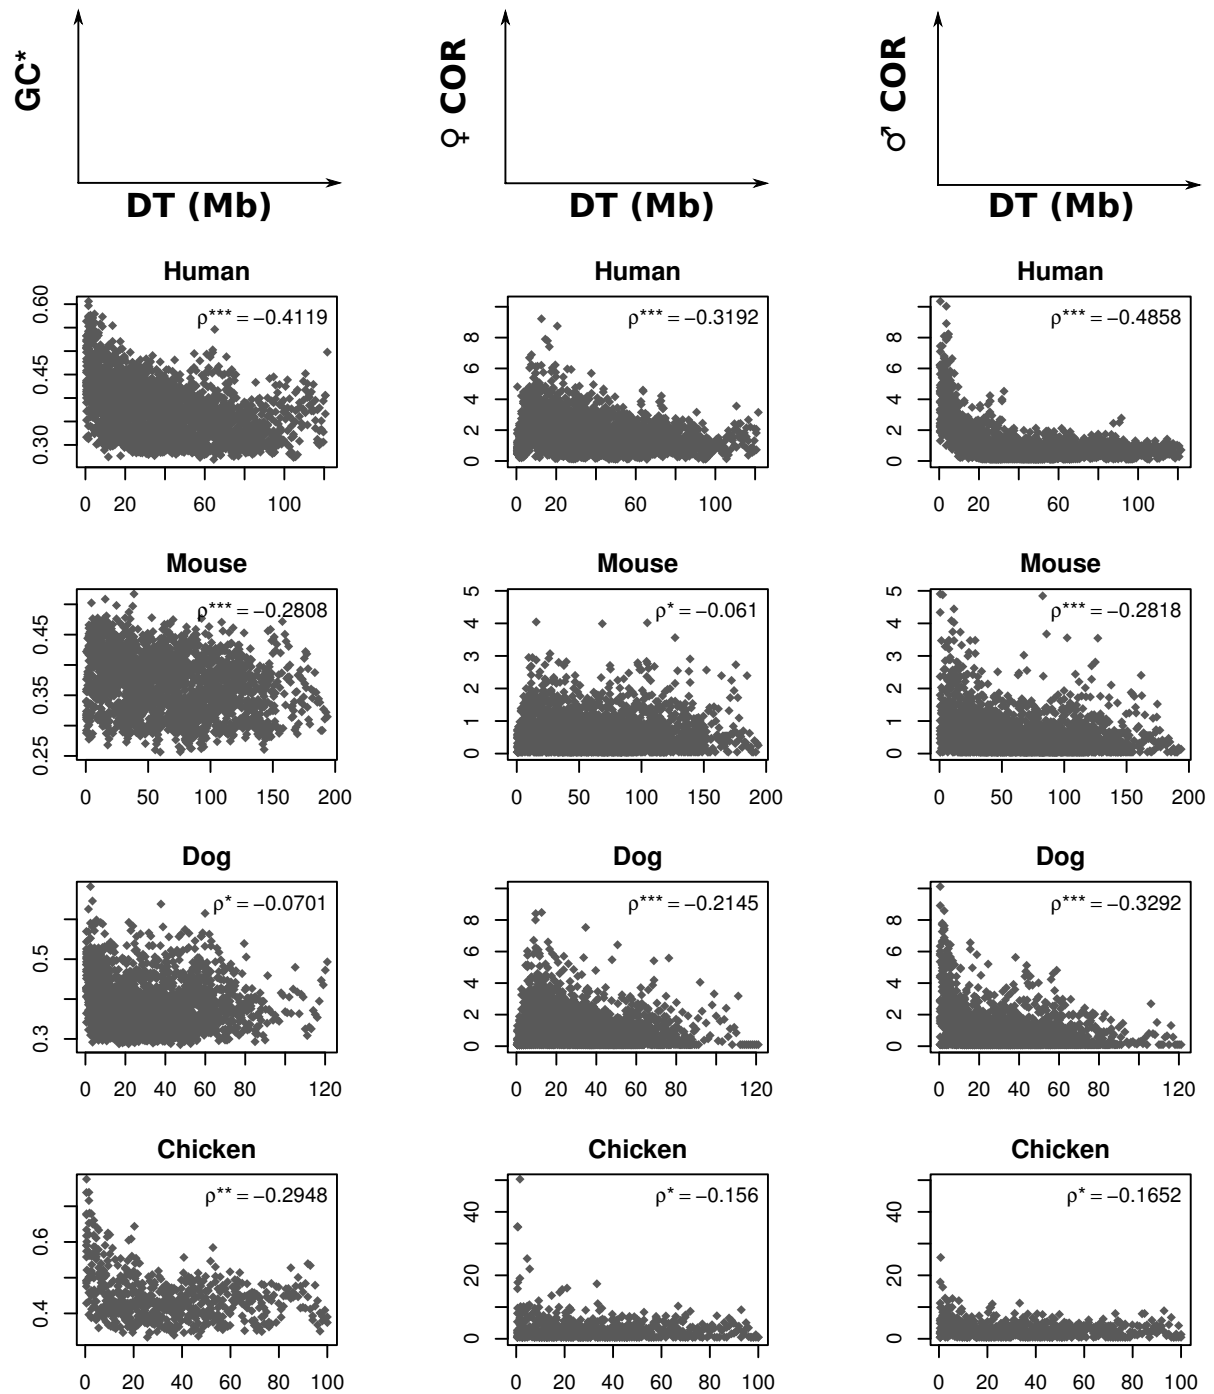 GC*
♀ COR
♂ COR
DT (Mb)
DT (Mb)
DT (Mb)
Human
Human
Human
ρ*** = −0.4119
ρ*** = −0.3192
ρ*** = −0.4858
0.30 0.45 0.60
0 2 4 6 8
0 2 4 6 8
0 20 60 100
0 20 60 100
0 20 60 100
Mouse
Mouse
Mouse
ρ*** = −0.2808
ρ* = −0.061
ρ*** = −0.2818
0.25 0.35 0.45
0 1 2 3 4 5
0 1 2 3 4 5
0 50 100 150 200
0 50 100 150 200
0 50 100 150 200
Dog
Dog
Dog
ρ* = −0.0701
ρ*** = −0.2145
ρ*** = −0.3292
0.3 0.5
0 2 4 6 8
0 2 4 6 8
0 20 40 60 80 120
0 20 40 60 80 120
0 20 40 60 80 120
Chicken
Chicken
Chicken
ρ** = −0.2948
ρ* = −0.156
ρ* = −0.1652
0.4 0.6
0 20 40
0 20 40
0 20 40 60 80 100
0 20 40 60 80 100
0 20 40 60 80 100